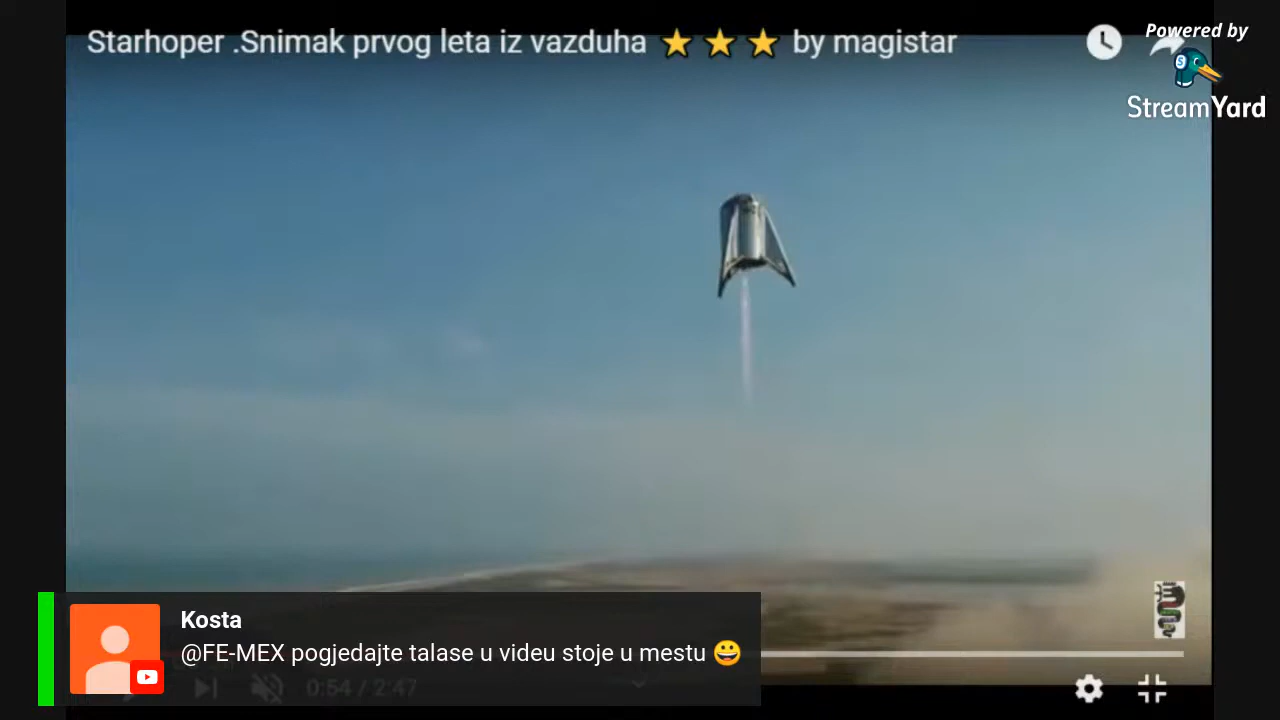 Starhoper .Snimak prvog leta iz vazduha ⭐ ⭐ ⭐ by magistar
Powered by
StreamYard
Kosta
@FE-MEX pogjedajte talase u videu stoje u mestu 😀
0:54 / 2:47